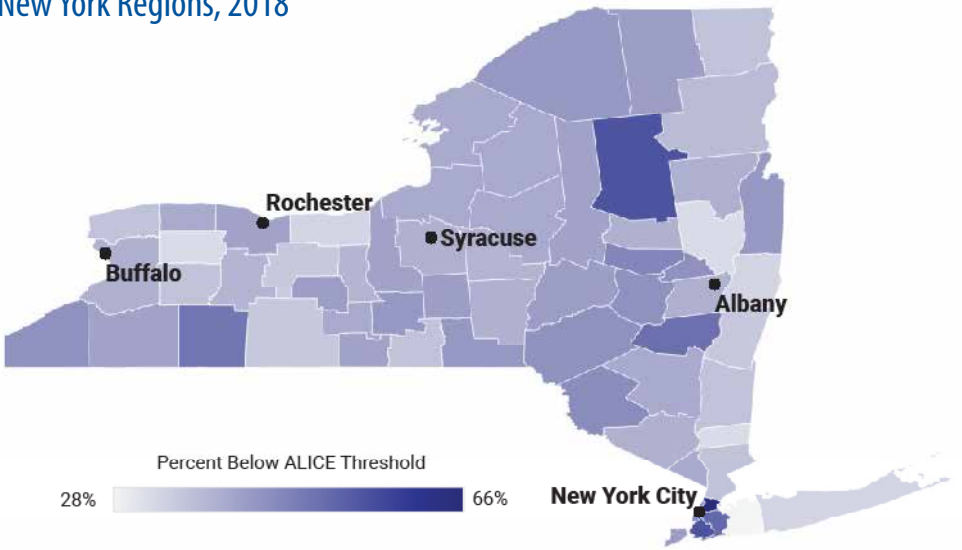 New York Regions, 2018
Rochester
Syracuse
Buffalo
Albany
Percent Below ALICE Threshold
28%
66%
New York City